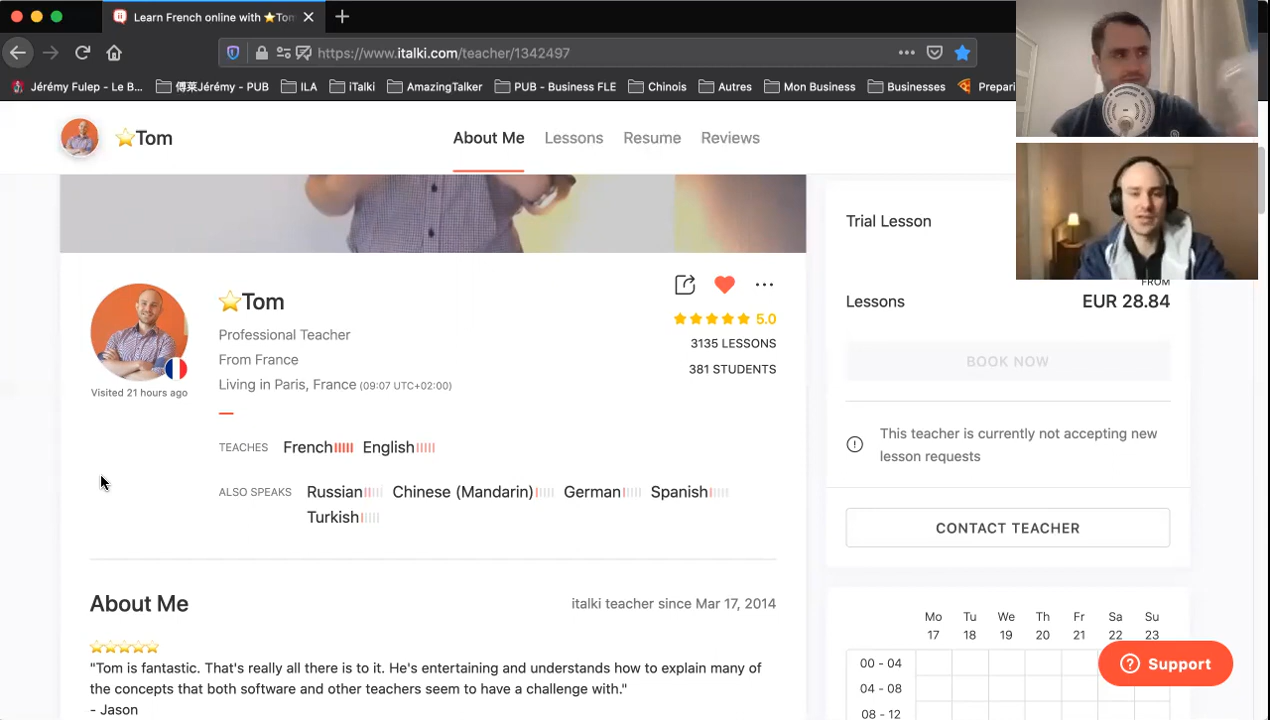 Learn French online with ⭐Tom
https://www.italki.com/teacher/1342497
Jérémy Fulep - Le B...
傅莱Jérémy - PUB
ILA
iTalki
AmazingTalker
PUB - Business FLE
Chinois
Autres
Mon Business
Businesses
Prepari
⭐Tom
About Me
Lessons
Resume
Reviews
Trial Lesson
FROM
Lessons
EUR 28.84
BOOK NOW
This teacher is currently not accepting new
lesson requests
CONTACT TEACHER
⭐Tom
Professional Teacher
From France
Living in Paris, France (09:07 UTC+02:00)
Visited 21 hours ago
5.0
3135 LESSONS
381 STUDENTS
TEACHES French English
ALSO SPEAKS Russian Chinese (Mandarin) German Spanish
Turkish
About Me
italki teacher since Mar 17, 2014
"Tom is fantastic. That's really all there is to it. He's entertaining and understands how to explain many of
the concepts that both software and other teachers seem to have a challenge with."
- Jason
Mo Tu We Th Fr Sa Su
17 18 19 20 21 22 23
00 - 04
04 - 08
08 - 12
Support